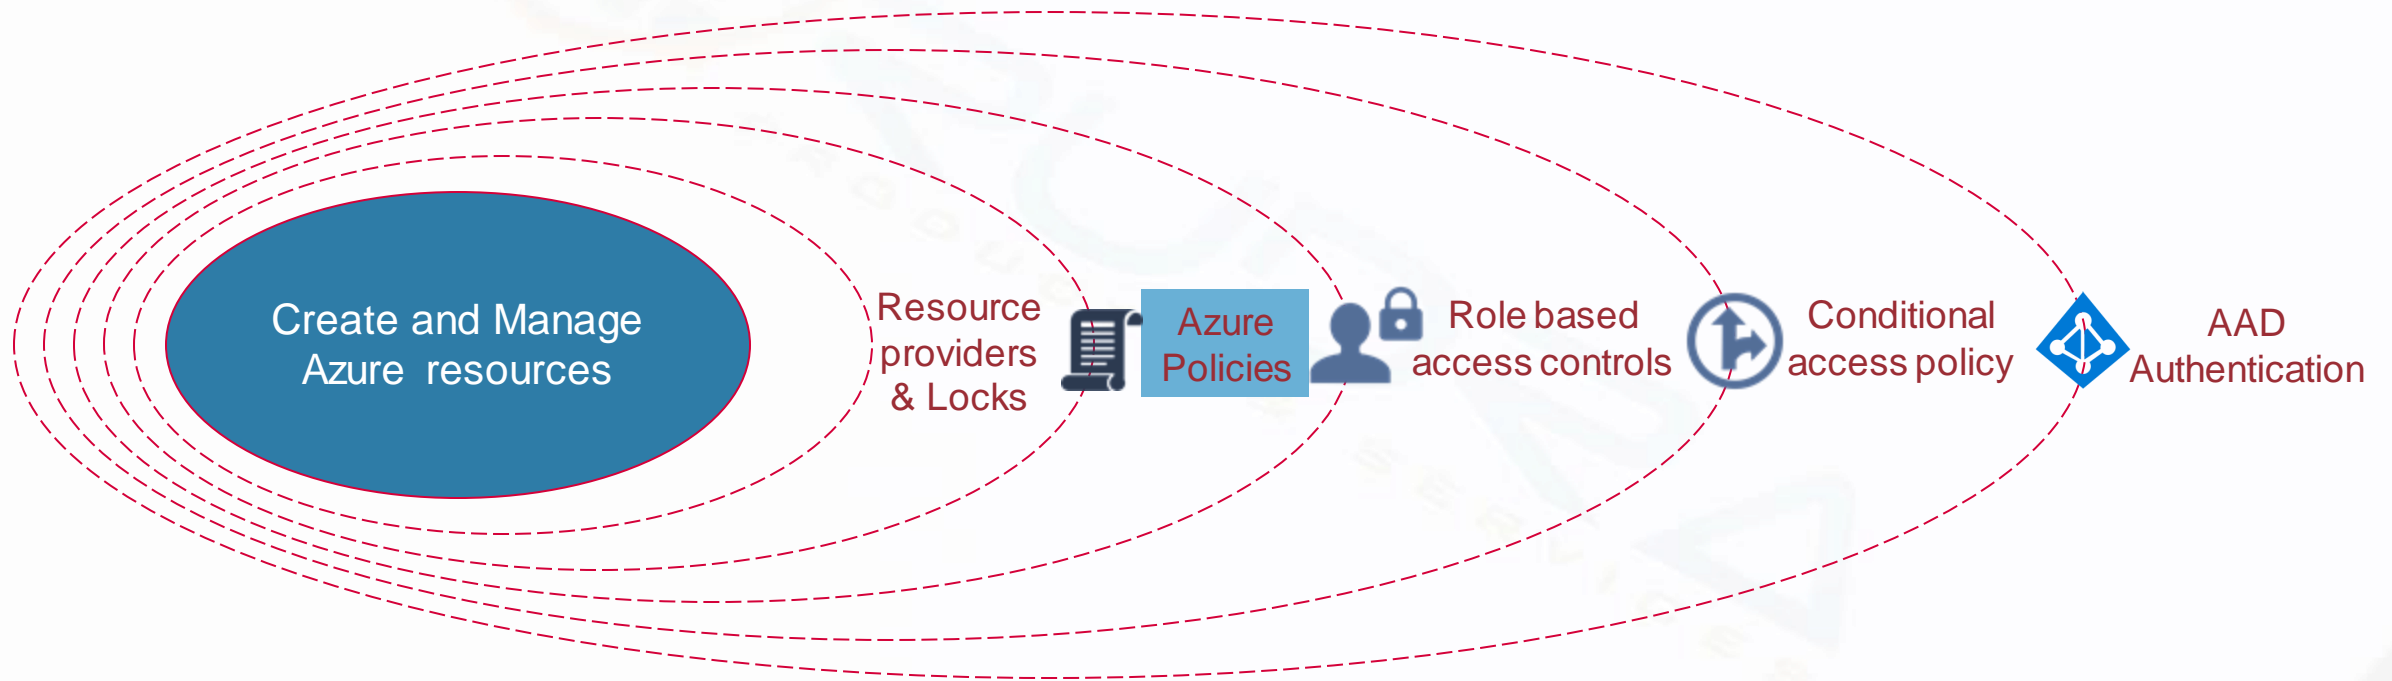 Create and Manage
Azure resources
Resource
providers
& Locks
Azure
Policies
Role based
access controls
Conditional
access policy
AAD
Authentication